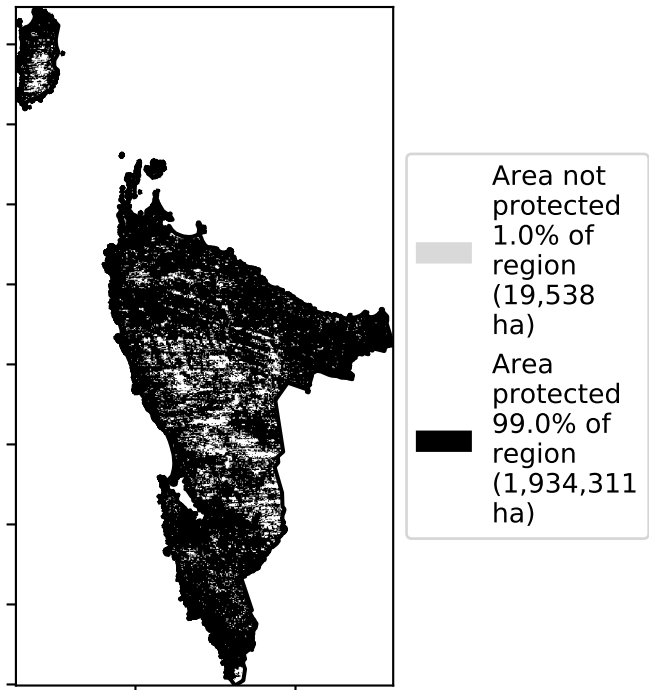 Area not
protected
1.0% of
region
(19,538
ha)
Area
protected
99.0% of
region
(1,934,311
ha)